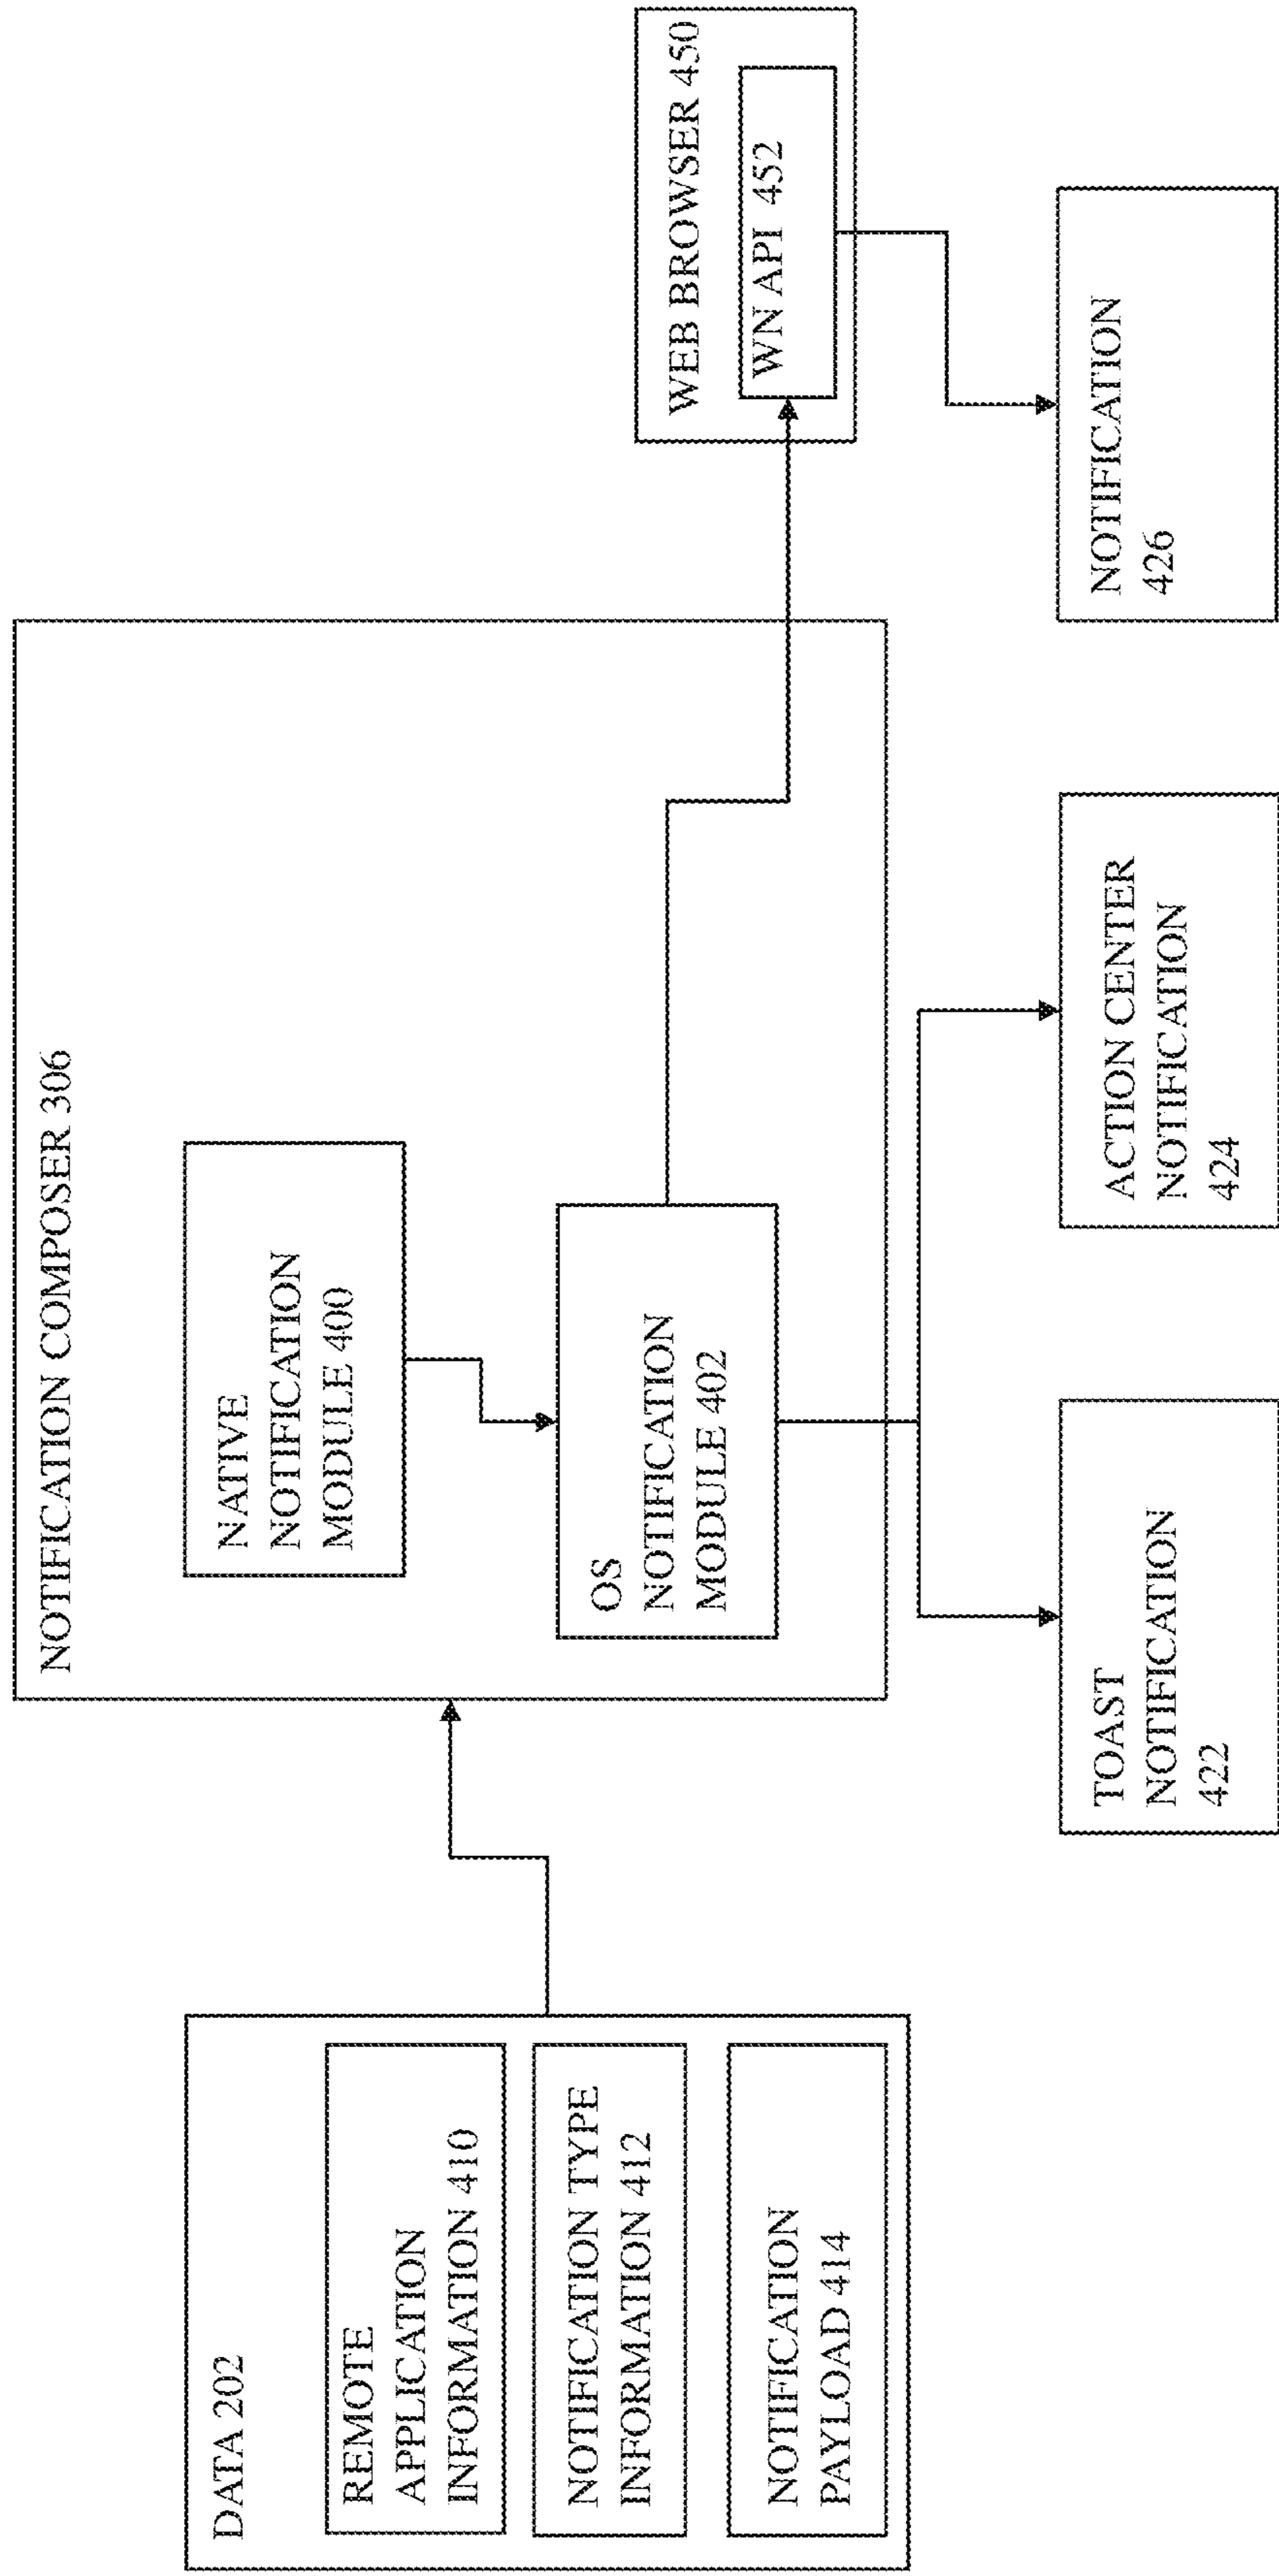 DATA 202
REMOTE
APPLICATION
INFORMATION 410
NOTIFICATION TYPE
INFORMATION 412
NOTIFICATION
PAYLOAD 414
NOTIFICATION COMPOSER 306
NATIVE
NOTIFICATION
MODULE 400
OS
NOTIFICATION
MODULE 402
WEB BROWSER 450
WN API 452
TOAST
NOTIFICATION
422
ACTION CENTER
NOTIFICATION
424
NOTIFICATION
426